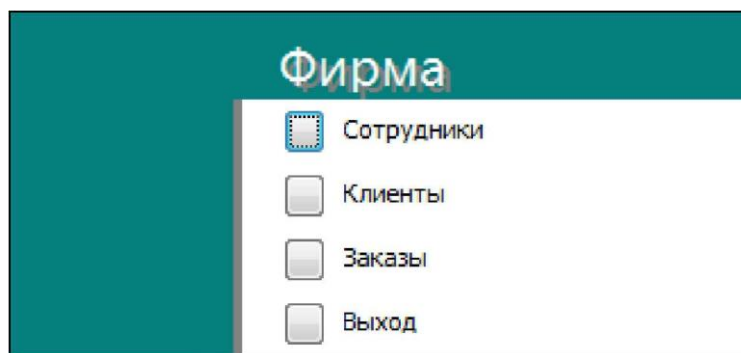 Фирма
Сотрудники
Клиенты
Заказы
Выход